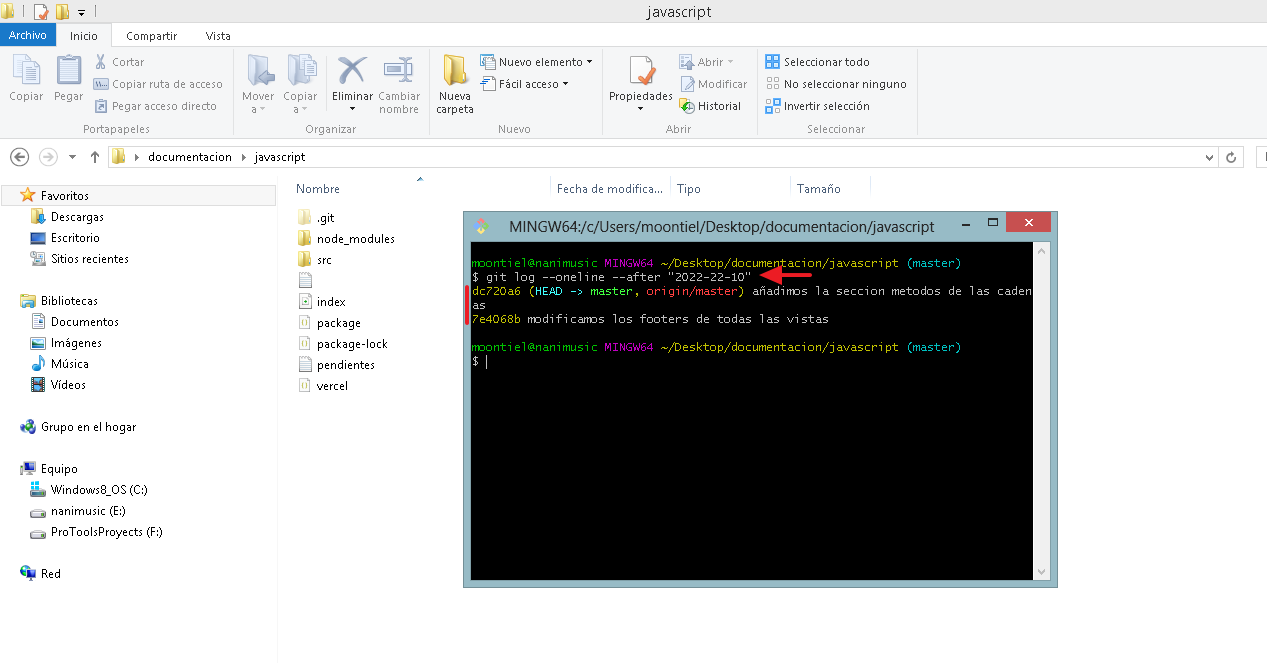 javascript
Archivo Inicio Compartir Vista
Copiar
Pegar
Cortar
Copiar ruta de acceso
Pegar acceso directo
Portapapeles
Mover a
Copiar a
Eliminar
Cambiar nombre
Organizar
Nueva carpeta
Nuevo elemento
Fácil acceso
Nuevo
Propiedades
Abrir
Modificar
Historial
Abrir
Seleccionar todo
No seleccionar ninguno
Invertir selección
Seleccionar
documentacion javascript
Favoritos
Descargas
Escritorio
Sitios recientes
Bibliotecas
Documentos
Imágenes
Música
Vídeos
Grupo en el hogar
Equipo
Windows8_OS (C:)
nanimusic (E:)
ProToolsProyects (F:)
Red
Nombre Fecha de modifica... Tipo Tamaño
.git
node_modules
src
index
package
package-lock
pendientes
vercel
MINGW64:/c/Users/moontiel/Desktop/documentacion/javascript
moontiel@nanimusic MINGW64 ~/Desktop/documentacion/javascript (master)
$ git log --oneline --after "2022-22-10"
dc720a6 (HEAD -> master, origin/master) añadimos la seccion metodos de las caden
as
7e4068b modificamos los footers de todas las vistas
moontiel@nanimusic MINGW64 ~/Desktop/documentacion/javascript (master)
$